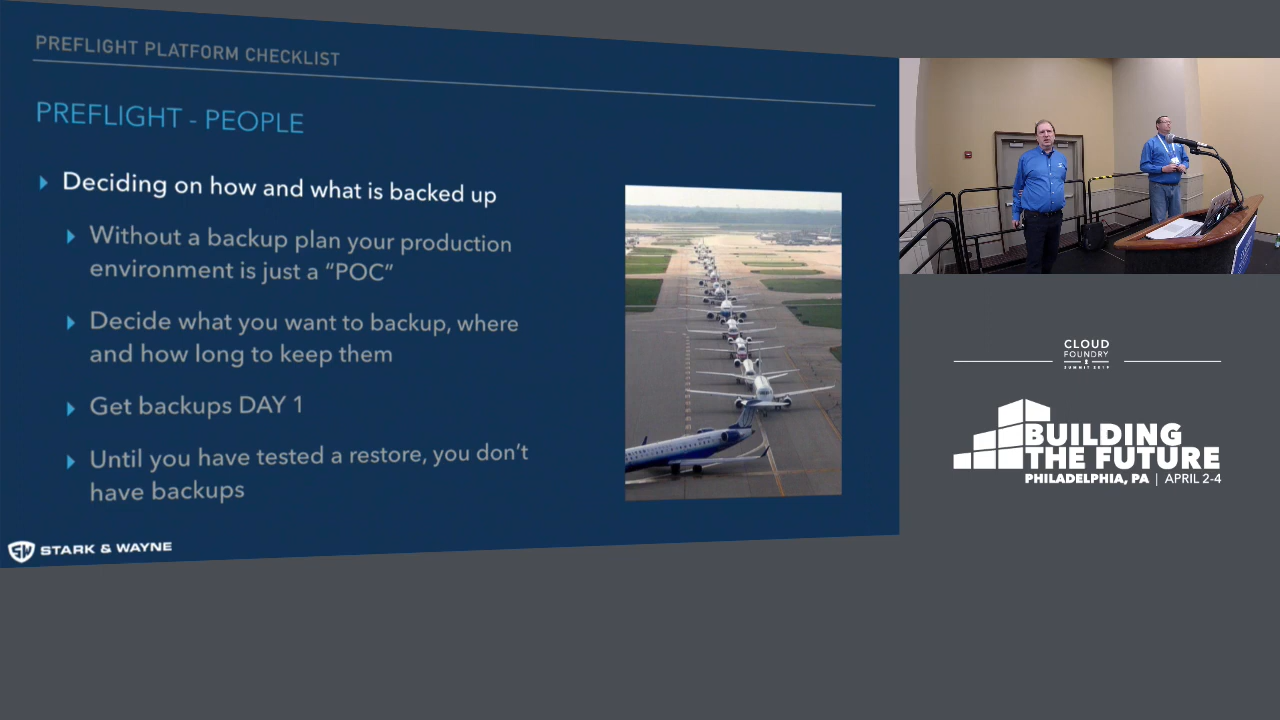 PREFLIGHT PLATFORM CHECKLIST
PREFLIGHT - PEOPLE
Deciding on how and what is backed up
Without a backup plan your production
environment is just a “POC”
Decide what you want to backup, where
and how long to keep them
Get backups DAY 1
Until you have tested a restore, you don’t
have backups
STARK & WAYNE
CLOUD
FOUNDRY
SUMMIT 2019
BUILDING
THE FUTURE
PHILADELPHIA, PA | APRIL 2-4